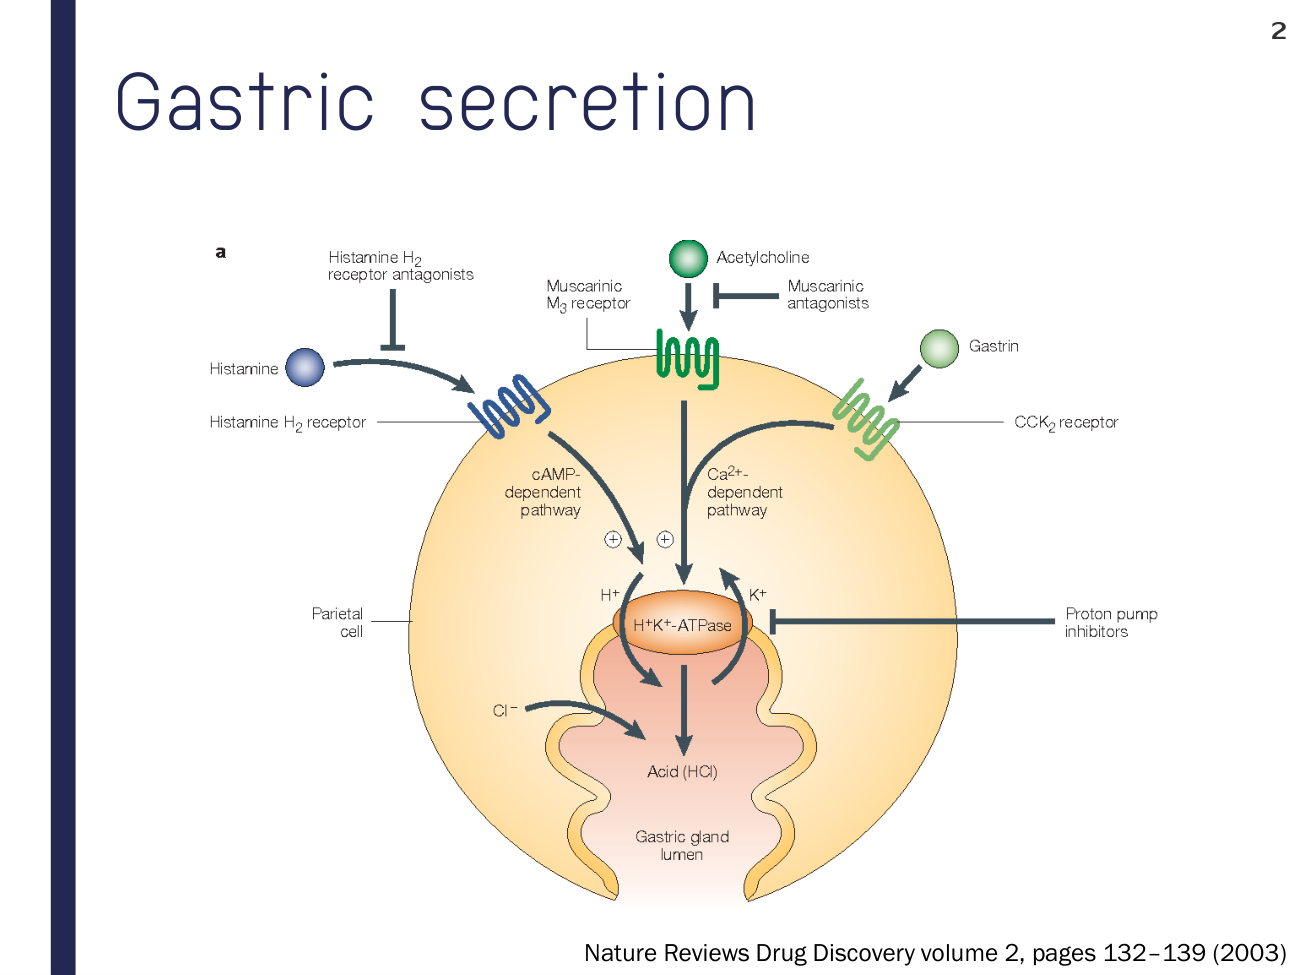 2
Gastric secretion
a
Histamine H2
receptor antagonists
Acetylcholine
Muscarinic
M3 receptor
Muscarinic
antagonists
Histamine
Gastrin
Histamine H2 receptor
CCK2 receptor
cAMP-
dependent
pathway
Ca2+-
dependent
pathway
+
+
H+
K+
H+K+-ATPase
Parietal
cell
Proton pump
inhibitors
Cl–
Acid (HCl)
Gastric gland
lumen
Nature Reviews Drug Discovery volume 2, pages 132–139 (2003)